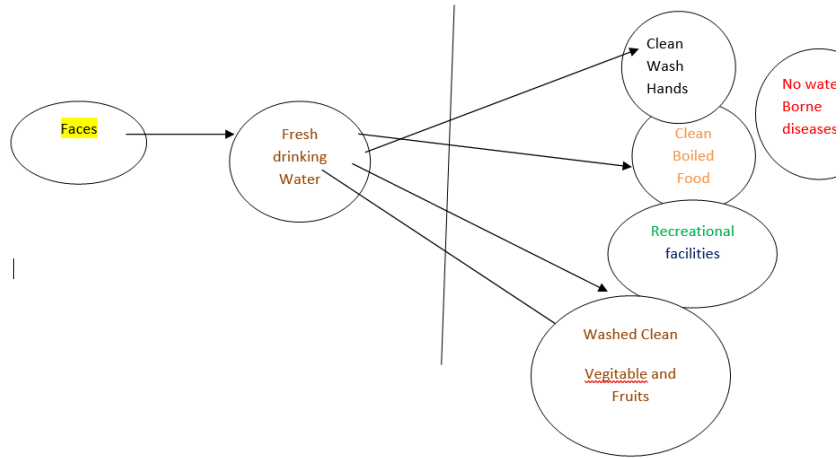 Faces
Fresh
drinking
Water
Clean
Wash
Hands
Clean
Boiled
Food
Recreational
facilities
Washed Clean
Vegitable and
Fruits
No wate
Borne
diseases